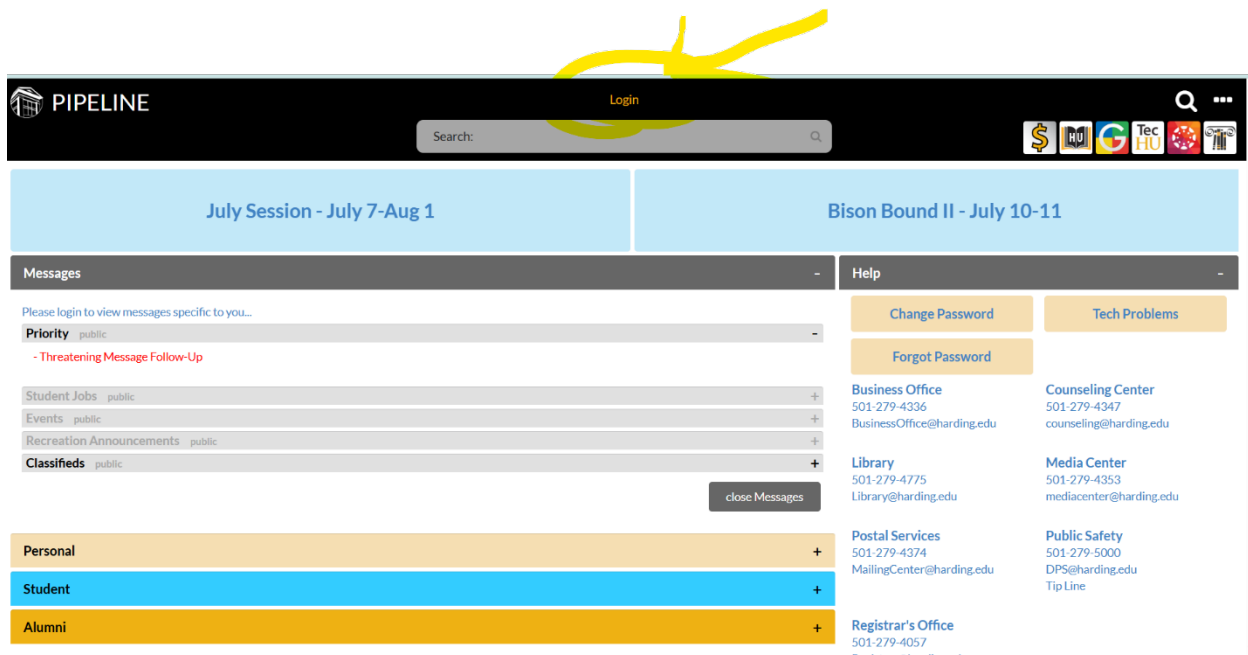 PIPELINE
Login
Search:
$ HU G Tec HU
July Session - July 7-Aug 1
Bison Bound II - July 10-11
Messages -
Please login to view messages specific to you...
Priority public -
- Threatening Message Follow-Up
Student Jobs public +
Events public +
Recreation Announcements public +
Classifieds public +
close Messages
Personal +
Student +
Alumni +
Help -
Change Password
Tech Problems
Forgot Password
Business Office
501-279-4336
BusinessOffice@harding.edu
Counseling Center
501-279-4347
counseling@harding.edu
Library
501-279-4775
Library@harding.edu
Media Center
501-279-4353
mediacenter@harding.edu
Postal Services
501-279-4374
MailingCenter@harding.edu
Public Safety
501-279-5000
DPS@harding.edu
Tip Line
Registrar's Office
501-279-4057